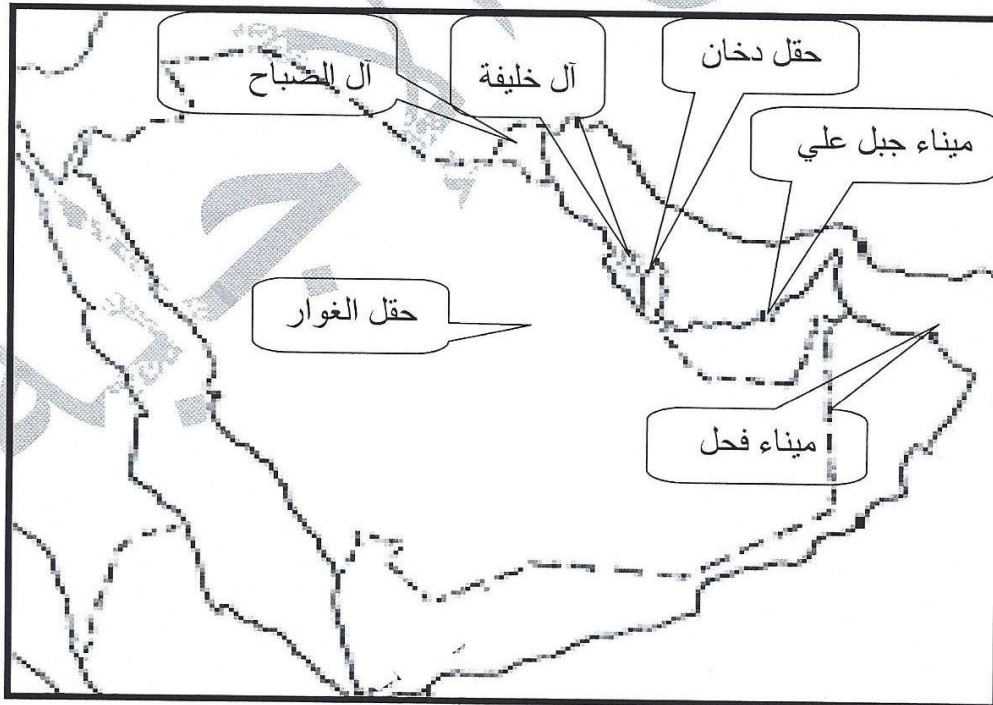 حقل دخان
آل خليفة
آل الصباح
ميناء جبل علي
حقل الغوار
ميناء فحل